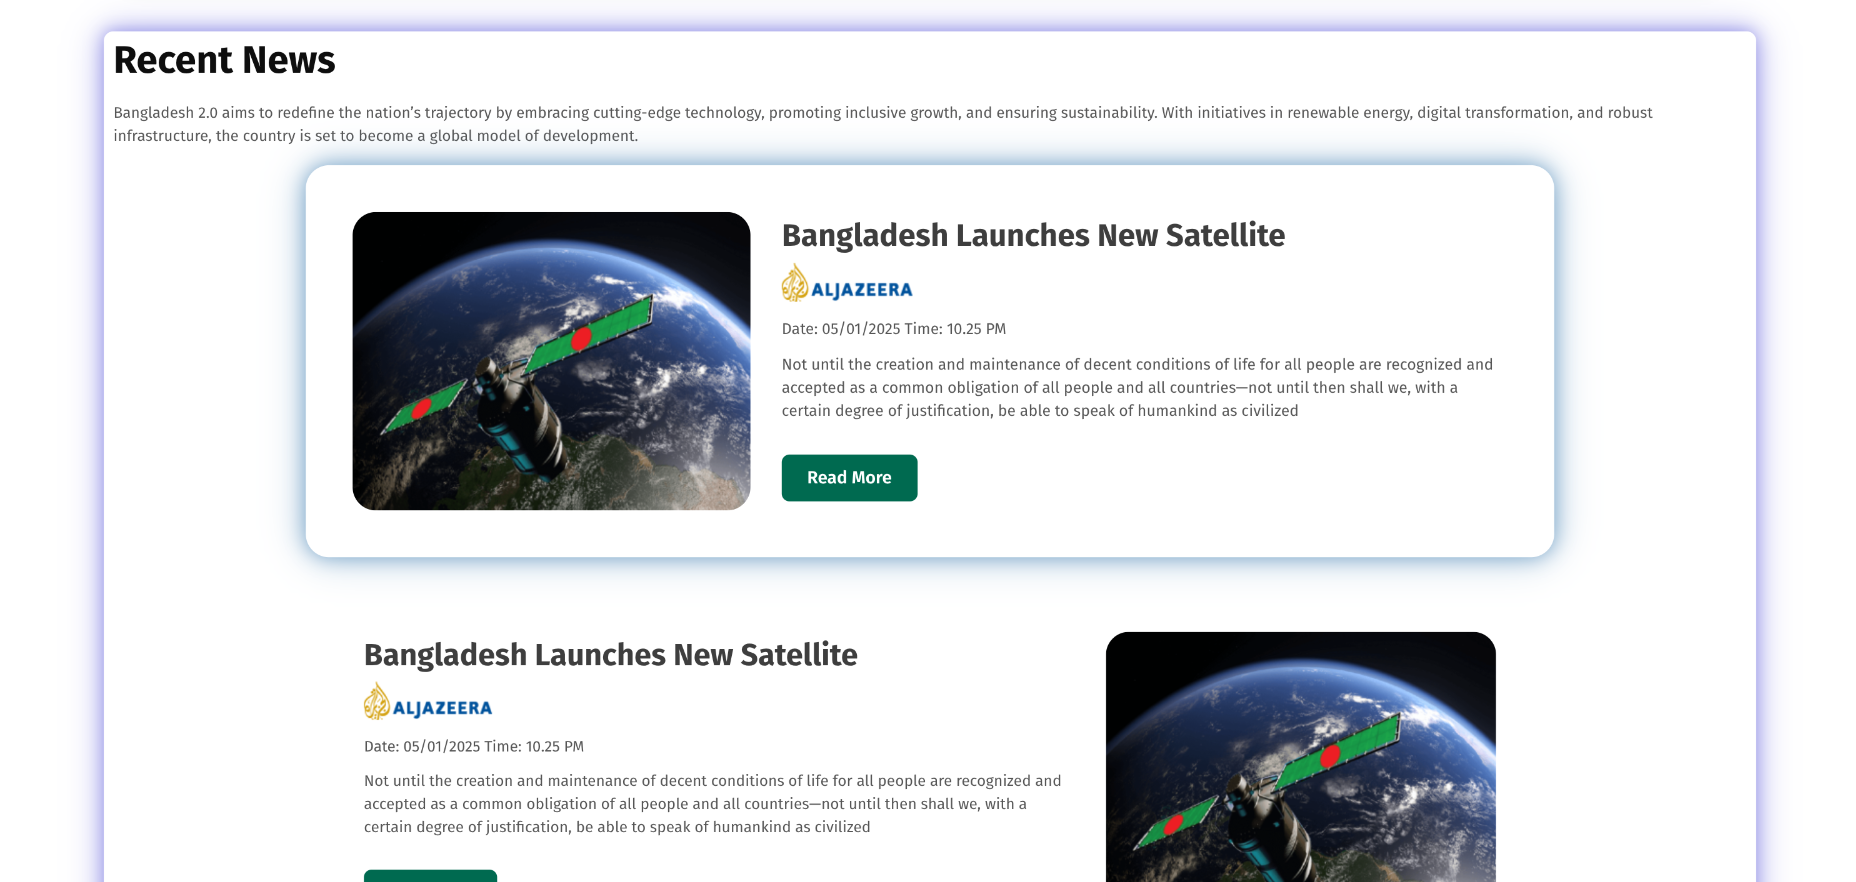 Recent News
Bangladesh 2.0 aims to redefine the nation’s trajectory by embracing cutting-edge technology, promoting inclusive growth, and ensuring sustainability. With initiatives in renewable energy, digital transformation, and robust
infrastructure, the country is set to become a global model of development.
Bangladesh Launches New Satellite
ALJAZEERA
Date: 05/01/2025 Time: 10.25 PM
Not until the creation and maintenance of decent conditions of life for all people are recognized and
accepted as a common obligation of all people and all countries—not until then shall we, with a
certain degree of justification, be able to speak of humankind as civilized
Read More
Bangladesh Launches New Satellite
ALJAZEERA
Date: 05/01/2025 Time: 10.25 PM
Not until the creation and maintenance of decent conditions of life for all people are recognized and
accepted as a common obligation of all people and all countries—not until then shall we, with a
certain degree of justification, be able to speak of humankind as civilized